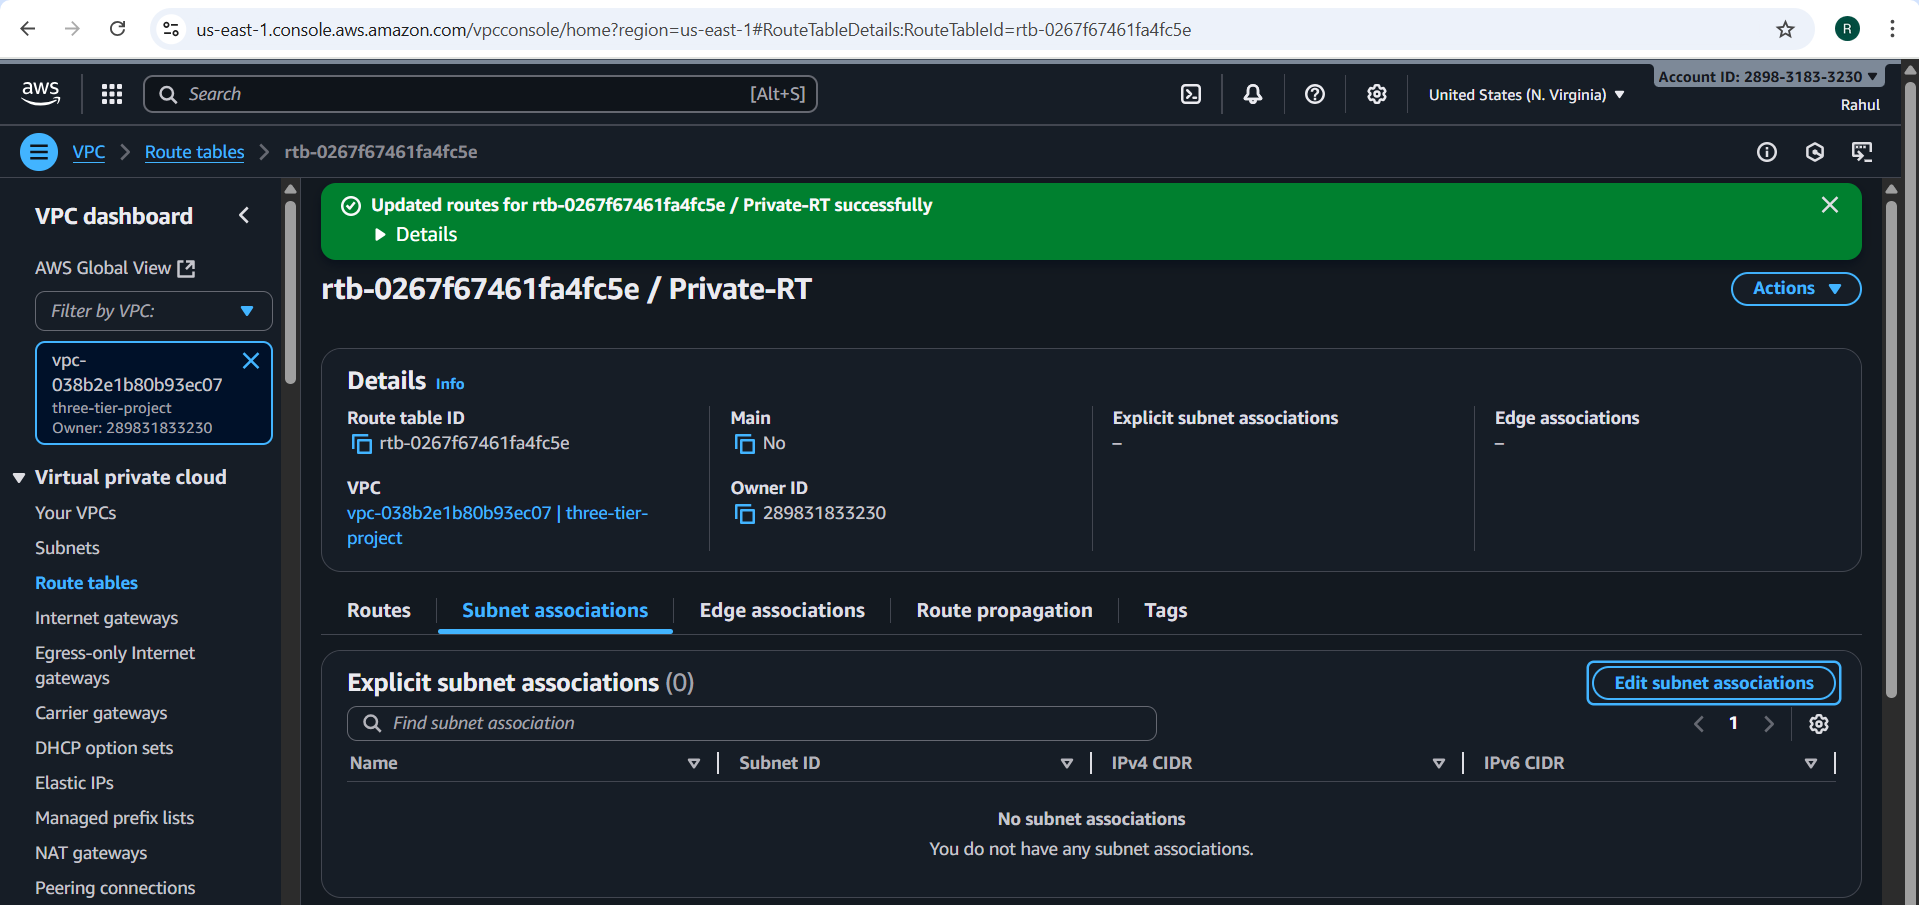 us-east-1.console.aws.amazon.com/vpcconsole/home?region=us-east-1#RouteTableDetails:RouteTableId=rtb-0267f67461fa4fc5e
R
aws
Search
[Alt+S]
United States (N. Virginia)
Account ID: 2898-3183-3230
Rahul
VPC
Route tables
rtb-0267f67461fa4fc5e
VPC dashboard
AWS Global View
Filter by VPC:
vpc-
038b2e1b80b93ec07
three-tier-project
Owner: 289831833230
Virtual private cloud
Your VPCs
Subnets
Route tables
Internet gateways
Egress-only Internet
gateways
Carrier gateways
DHCP option sets
Elastic IPs
Managed prefix lists
NAT gateways
Peering connections
Updated routes for rtb-0267f67461fa4fc5e / Private-RT successfully
Details
rtb-0267f67461fa4fc5e / Private-RT
Actions
Details Info
Route table ID
rtb-0267f67461fa4fc5e
Main
No
Explicit subnet associations
–
Edge associations
–
VPC
vpc-038b2e1b80b93ec07 | three-tier-
project
Owner ID
289831833230
Routes
Subnet associations
Edge associations
Route propagation
Tags
Explicit subnet associations (0)
Edit subnet associations
Find subnet association
1
Name
Subnet ID
IPv4 CIDR
IPv6 CIDR
No subnet associations
You do not have any subnet associations.